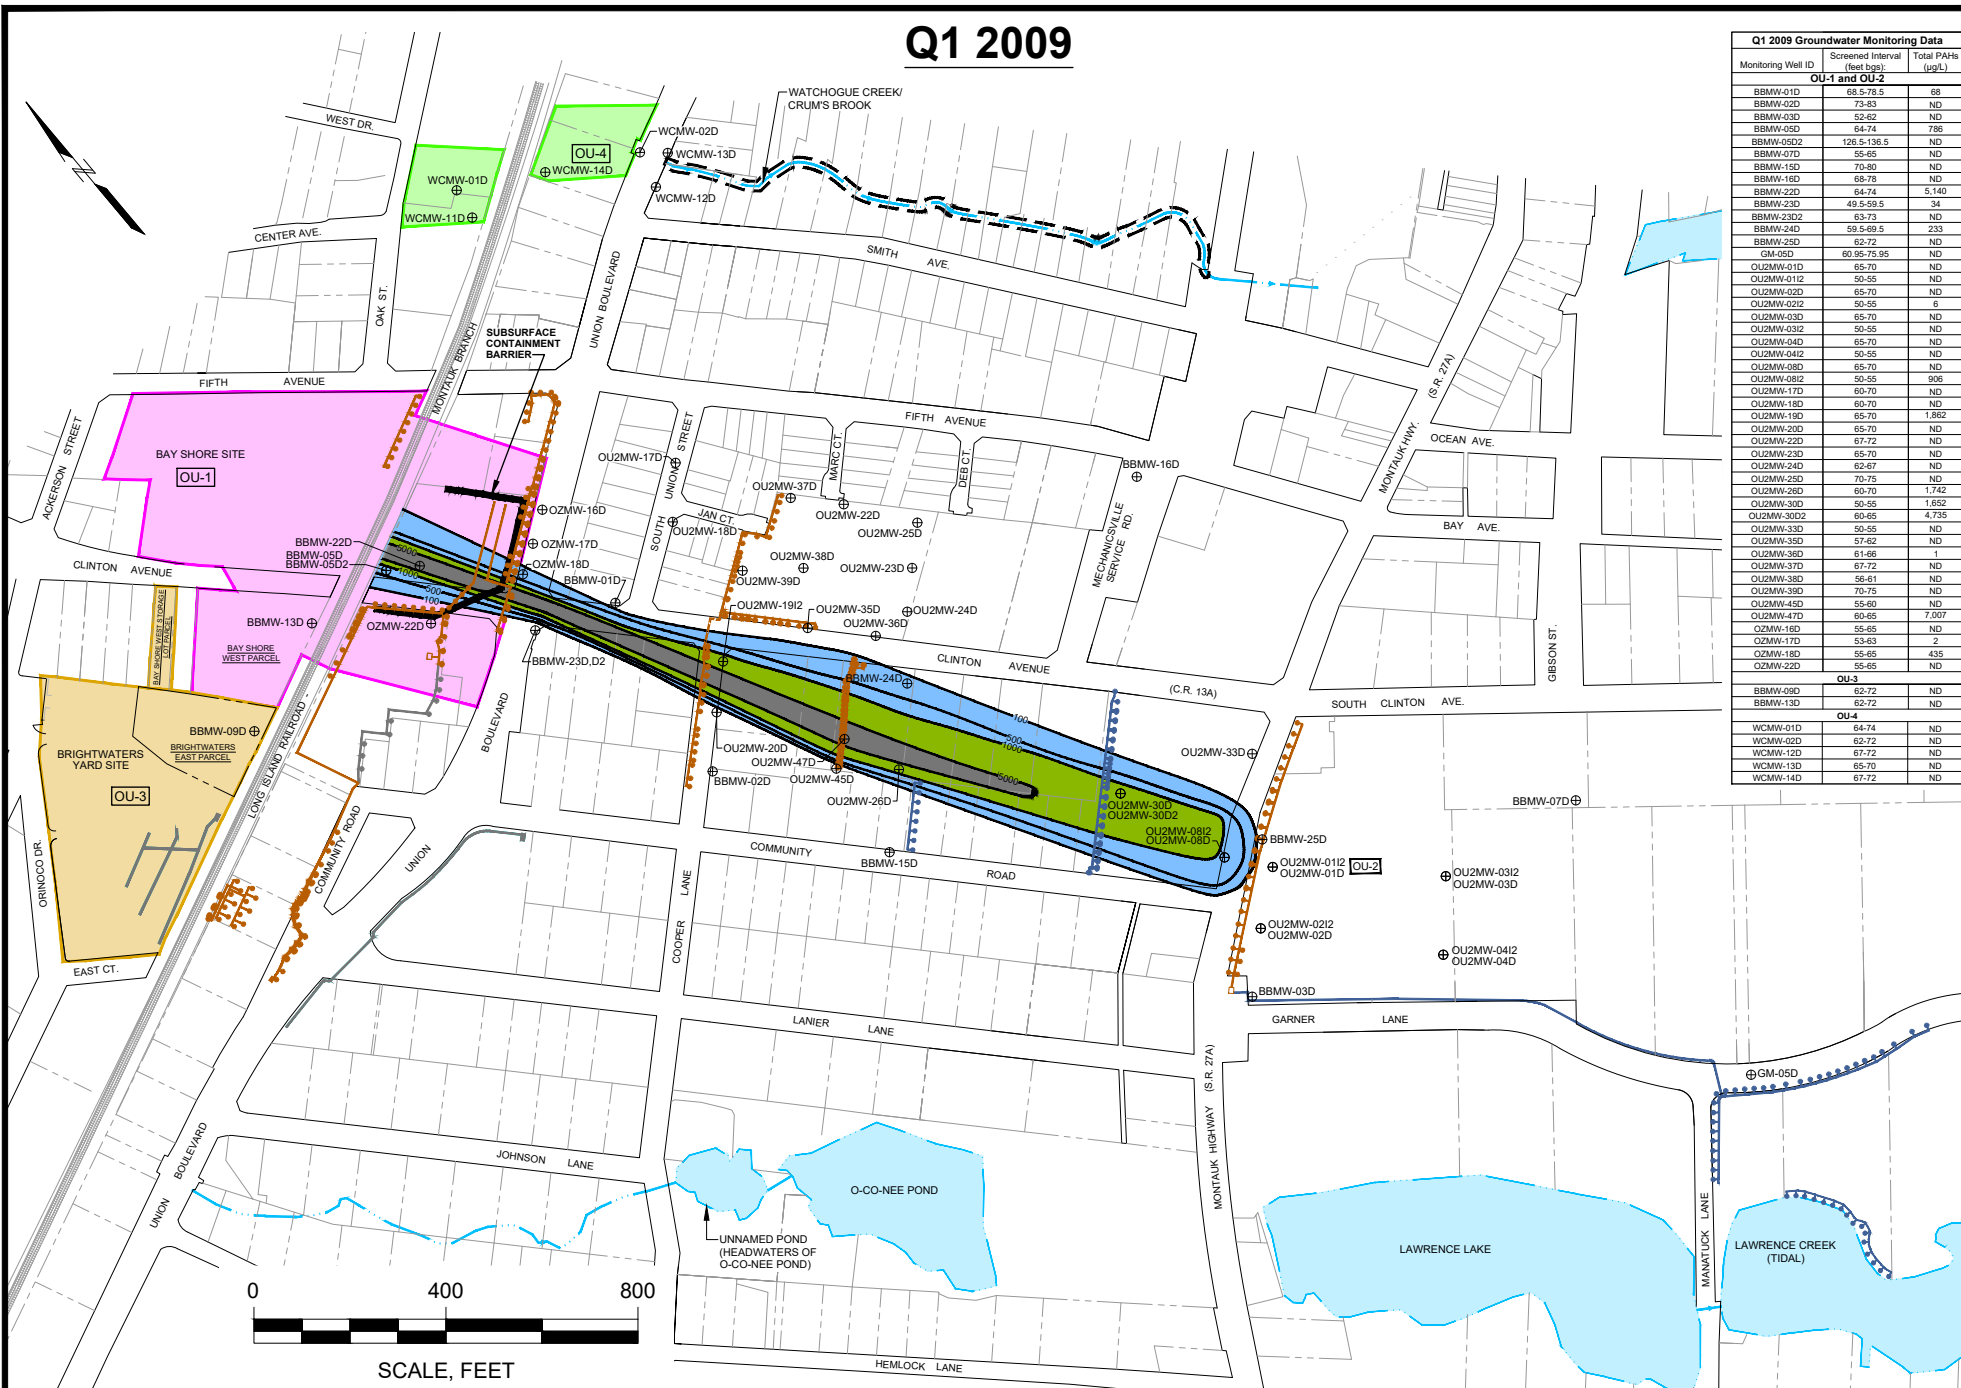 Q1 2009
Q1 2009 Groundwater Monitoring Data
Monitoring Well ID Screened Interval (feet bgs): Total PAHs (µg/L)
OU-1 and OU-2
BBMW-01D 68.5-78.5 68
BBMW-02D 73-83 ND
BBMW-03D 52-62 ND
BBMW-05D 64-74 786
BBMW-05D2 126.5-136.5 ND
BBMW-07D 55-65 ND
BBMW-15D 70-80 ND
BBMW-16D 68-78 ND
BBMW-22D 64-74 5,140
BBMW-23D 49.5-59.5 34
BBMW-23D2 63-73 ND
BBMW-24D 59.5-69.5 233
BBMW-25D 62-72 ND
GM-05D 60.95-75.95 ND
OU2MW-01D 65-70 ND
OU2MW-01I2 50-55 ND
OU2MW-02D 65-70 ND
OU2MW-02I2 50-55 6
OU2MW-03D 65-70 ND
OU2MW-03I2 50-55 ND
OU2MW-04D 65-70 ND
OU2MW-04I2 50-55 ND
OU2MW-08D 65-70 ND
OU2MW-08I2 50-55 906
OU2MW-17D 60-70 ND
OU2MW-18D 60-70 ND
OU2MW-19D 65-70 1,862
OU2MW-20D 65-70 ND
OU2MW-22D 67-72 ND
OU2MW-23D 65-70 ND
OU2MW-24D 62-67 ND
OU2MW-25D 70-75 ND
OU2MW-26D 60-70 1,742
OU2MW-30D 50-55 1,652
OU2MW-30D2 60-65 4,735
OU2MW-33D 50-55 ND
OU2MW-35D 57-62 ND
OU2MW-36D 61-66 1
OU2MW-37D 67-72 ND
OU2MW-38D 56-61 ND
OU2MW-39D 70-75 ND
OU2MW-45D 55-60 ND
OU2MW-47D 60-65 7,007
OZMW-16D 55-65 ND
OZMW-17D 53-63 2
OZMW-18D 55-65 435
OZMW-22D 55-65 ND
OU-3
BBMW-09D 62-72 ND
BBMW-13D 62-72 ND
OU-4
WCMW-01D 64-74 ND
WCMW-02D 62-72 ND
WCMW-12D 67-72 ND
WCMW-13D 65-70 ND
WCMW-14D 67-72 ND
N
WATCHOGUE CREEK/
CRUM'S BROOK
WEST DR.
WCMW-02D
OU-4
WCMW-13D
WCMW-14D
WCMW-01D
WCMW-12D
WCMW-11D
CENTER AVE.
SMITH AVE.
OAK ST.
UNION BOULEVARD
MONTAUK BRANCH
SUBSURFACE
CONTAINMENT
BARRIER
FIFTH AVENUE
FIFTH AVENUE
(S.R. 27A)
MONTAUK HWY.
OCEAN AVE.
ACKERSON STREET
BAY SHORE SITE
OU-1
OU2MW-17D
SOUTH UNION STREET
MARC CT.
DEB CT.
BBMW-16D
OU2MW-37D
OU2MW-22D
OZMW-16D
JAN CT.
OU2MW-18D
OU2MW-25D
MECHANICSVILLE
SERVICE RD
BAY AVE.
BBMW-22D
BBMW-05D
BBMW-05D2
OZMW-17D
OZMW-18D
OU2MW-38D
OU2MW-23D
OU2MW-39D
BBMW-01D
CLINTON AVENUE
5000
1000
500
100
OU2MW-19I2
OU2MW-35D
OU2MW-24D
OU2MW-36D
BAY SHORE WEST STORAGE
LOT PARCEL
BBMW-13D
OZMW-22D
BAY SHORE
WEST PARCEL
BBMW-23D,D2
CLINTON AVENUE
(C.R. 13A)
GIBSON ST.
BBMW-24D
SOUTH CLINTON AVE.
100
500
1000
5000
BBMW-09D
BRIGHTWATERS
YARD SITE
BRIGHTWATERS
EAST PARCEL
OU-3
LONG ISLAND RAILROAD
BOULEVARD
OU2MW-20D
OU2MW-47D
BBMW-02D
OU2MW-45D
OU2MW-26D
OU2MW-33D
OU2MW-30D
OU2MW-30D2
BBMW-07D
OU2MW-08I2
OU2MW-08D
BBMW-25D
COMMUNITY ROAD
UNION
COMMUNITY ROAD
BBMW-15D
OU2MW-01I2
OU2MW-01D
OU-2
OU2MW-03I2
OU2MW-03D
ORINOCO DR.
COOPER LANE
OU2MW-02I2
OU2MW-02D
OU2MW-04I2
OU2MW-04D
EAST CT.
BBMW-03D
LANIER LANE
GARNER LANE
MONTAUK HIGHWAY (S.R. 27A)
GM-05D
UNION BOULEVARD
JOHNSON LANE
O-CO-NEE POND
UNNAMED POND
(HEADWATERS OF
O-CO-NEE POND)
LAWRENCE LAKE
MANATUCK LANE
LAWRENCE CREEK
(TIDAL)
0 400 800
SCALE, FEET
HEMLOCK LANE